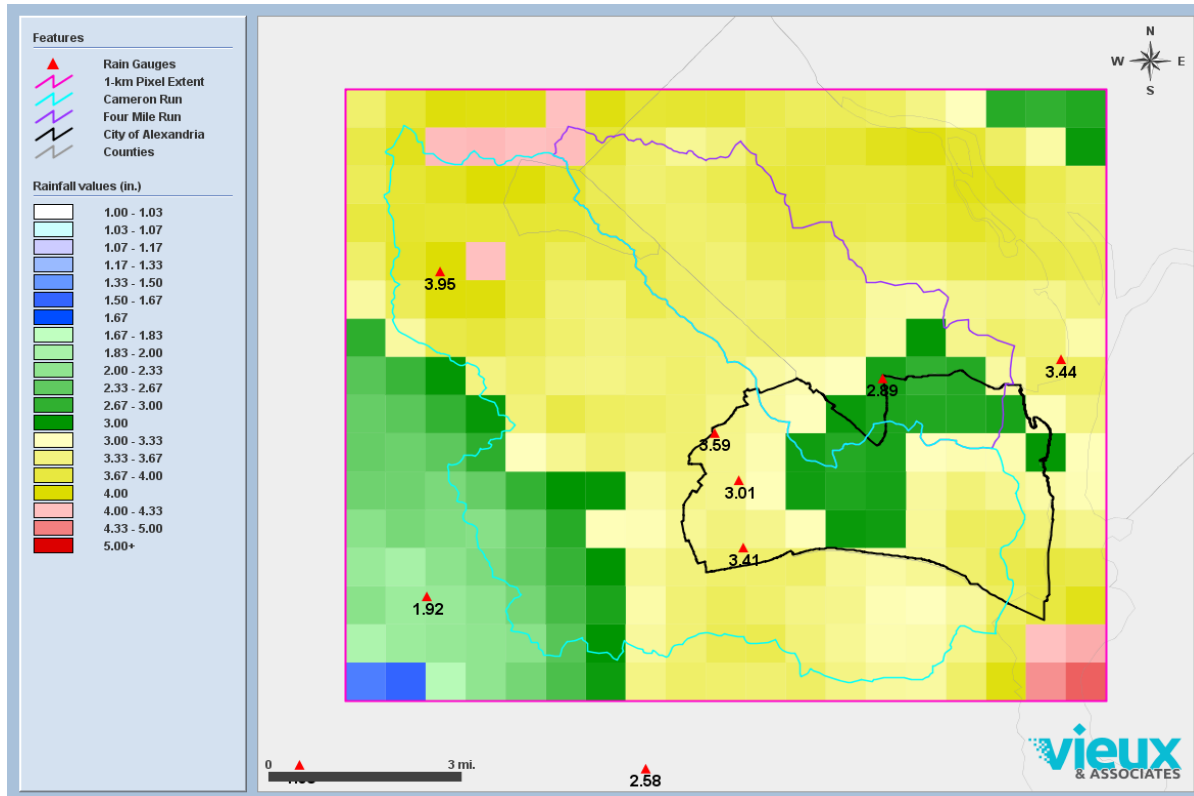 Features
Rain Gauges
1-km Pixel Extent
Cameron Run
Four Mile Run
City of Alexandria
Counties
Rainfall values (in.)
1.00 - 1.03
1.03 - 1.07
1.07 - 1.17
1.17 - 1.33
1.33 - 1.50
1.50 - 1.67
1.67
1.67 - 1.83
1.83 - 2.00
2.00 - 2.33
2.33 - 2.67
2.67 - 3.00
3.00
3.00 - 3.33
3.33 - 3.67
3.67 - 4.00
4.00
4.00 - 4.33
4.33 - 5.00
5.00+
N
W E
S
3.95
3.44
2.89
3.59
3.01
3.41
1.92
0 3 mi.
2.58
vieux
& ASSOCIATES